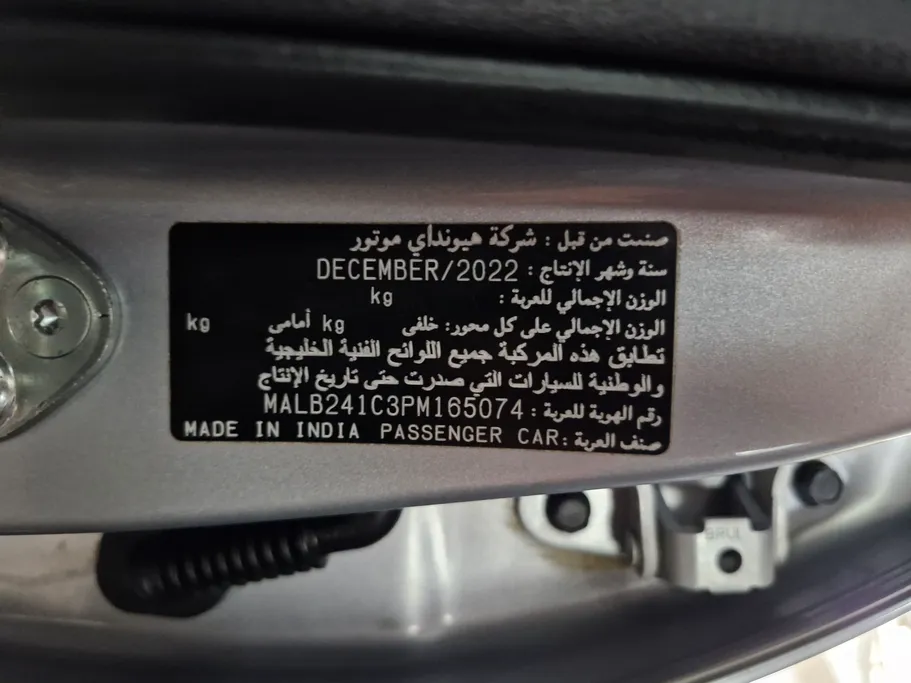 صنعت من قبل : شركة هيونداي موتور
سنة وشهر الإنتاج : DECEMBER/2022
الوزن الإجمالي للعربة : kg
الوزن الإجمالي على كل محور: خلفى kg أمامى kg
تطابق هذه المركبة جميع اللوائح الفنية الخليجية
والوطنية للسيارات التي صدرت حتى تاريخ الإنتاج
رقم الهوية للعربة : MALB241C3PM165074
صنف العربة : MADE IN INDIA PASSENGER CAR